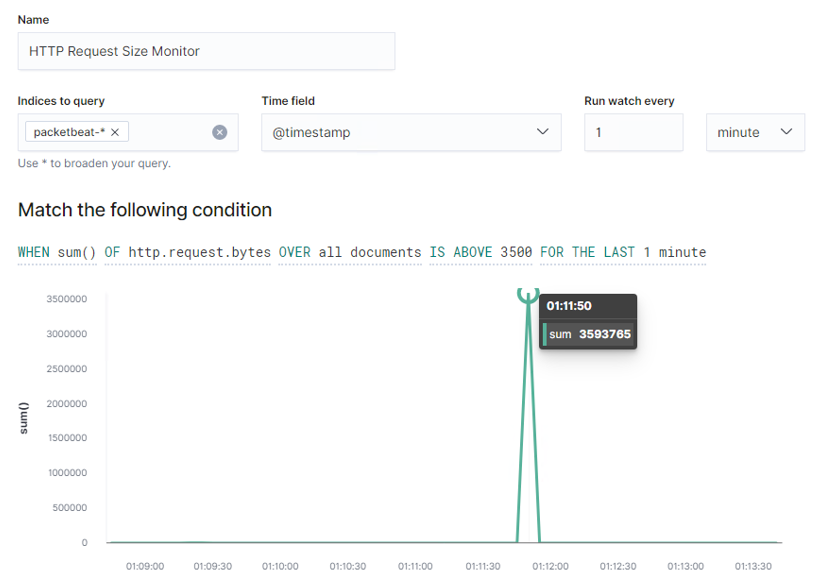 Name
HTTP Request Size Monitor
Indices to query
Time field
Run watch every
packetbeat-* ×
@timestamp
1
minute
Use * to broaden your query.
Match the following condition
WHEN sum() OF http.request.bytes OVER all documents IS ABOVE 3500 FOR THE LAST 1 minute
3500000
3000000
2500000
2000000
1500000
1000000
500000
0
sum()
01:11:50
sum 3593765
01:09:00 01:09:30 01:10:00 01:10:30 01:11:00 01:11:30 01:12:00 01:12:30 01:13:00 01:13:30